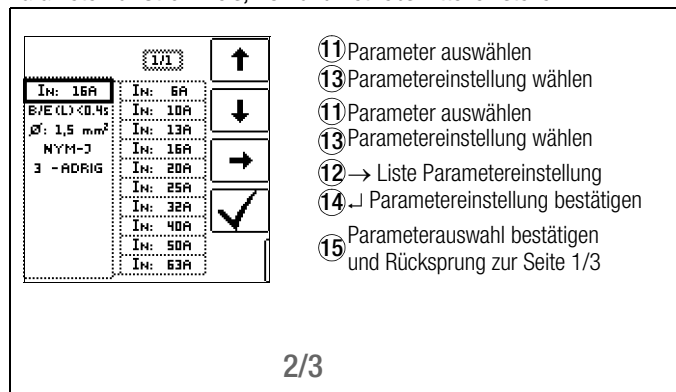 1/1
IN: 16A
B/E(L)<0.4s
Ø: 1,5 mm²
NYM-J
3 -ADRIG
IN: 6A
IN: 10A
IN: 13A
IN: 16A
IN: 20A
IN: 25A
IN: 32A
IN: 40A
IN: 50A
IN: 63A
↑
↓
→
✓
⑪ Parameter auswählen
⑬ Parametereinstellung wählen
⑪ Parameter auswählen
⑬ Parametereinstellung wählen
⑫ → Liste Parametereinstellung
⑭ ↵ Parametereinstellung bestätigen
⑮ Parameterauswahl bestätigen
und Rücksprung zur Seite 1/3
2/3